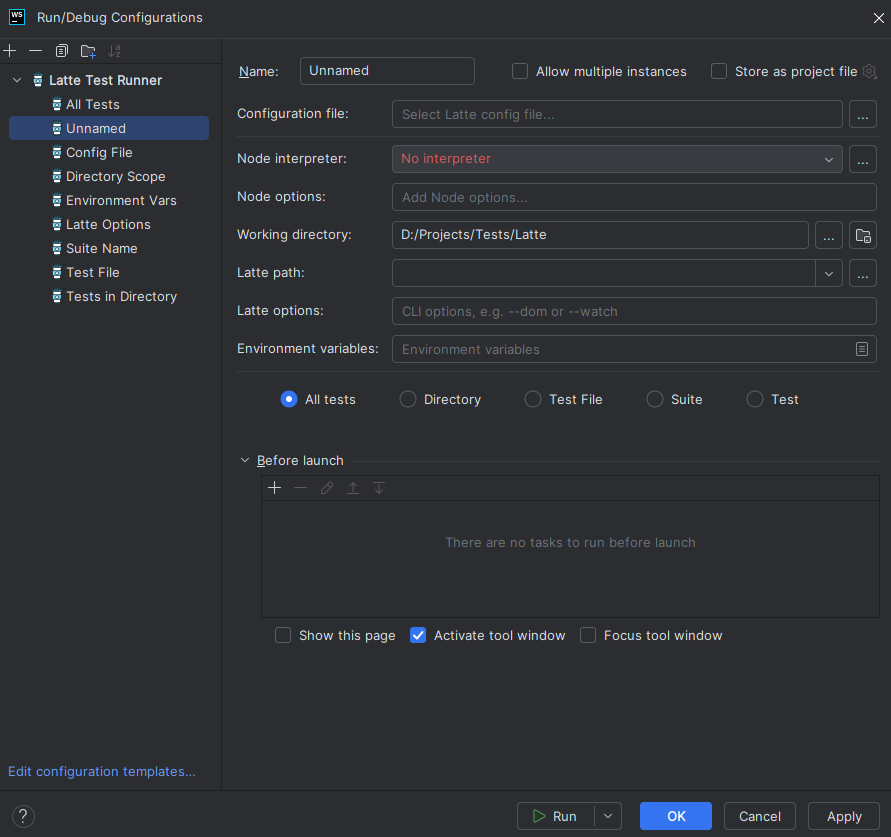 WS
Run/Debug Configurations
Latte Test Runner
All Tests
Unnamed
Config File
Directory Scope
Environment Vars
Latte Options
Suite Name
Test File
Tests in Directory
Edit configuration templates...
?
Name:
Unnamed
Allow multiple instances
Store as project file
Configuration file:
Select Latte config file...
...
Node interpreter:
No interpreter
...
Node options:
Add Node options...
Working directory:
D:/Projects/Tests/Latte
...
Latte path:
...
Latte options:
CLI options, e.g. --dom or --watch
Environment variables:
Environment variables
All tests
Directory
Test File
Suite
Test
Before launch
There are no tasks to run before launch
Show this page
Activate tool window
Focus tool window
Run
OK
Cancel
Apply